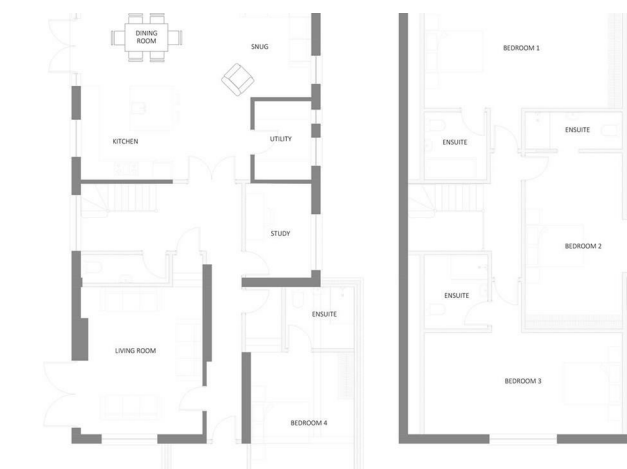 DINING
ROOM
SNUG
KITCHEN
UTILITY
STUDY
LIVING ROOM
ENSUITE
BEDROOM 4
BEDROOM 1
ENSUITE
ENSUITE
BEDROOM 2
ENSUITE
BEDROOM 3